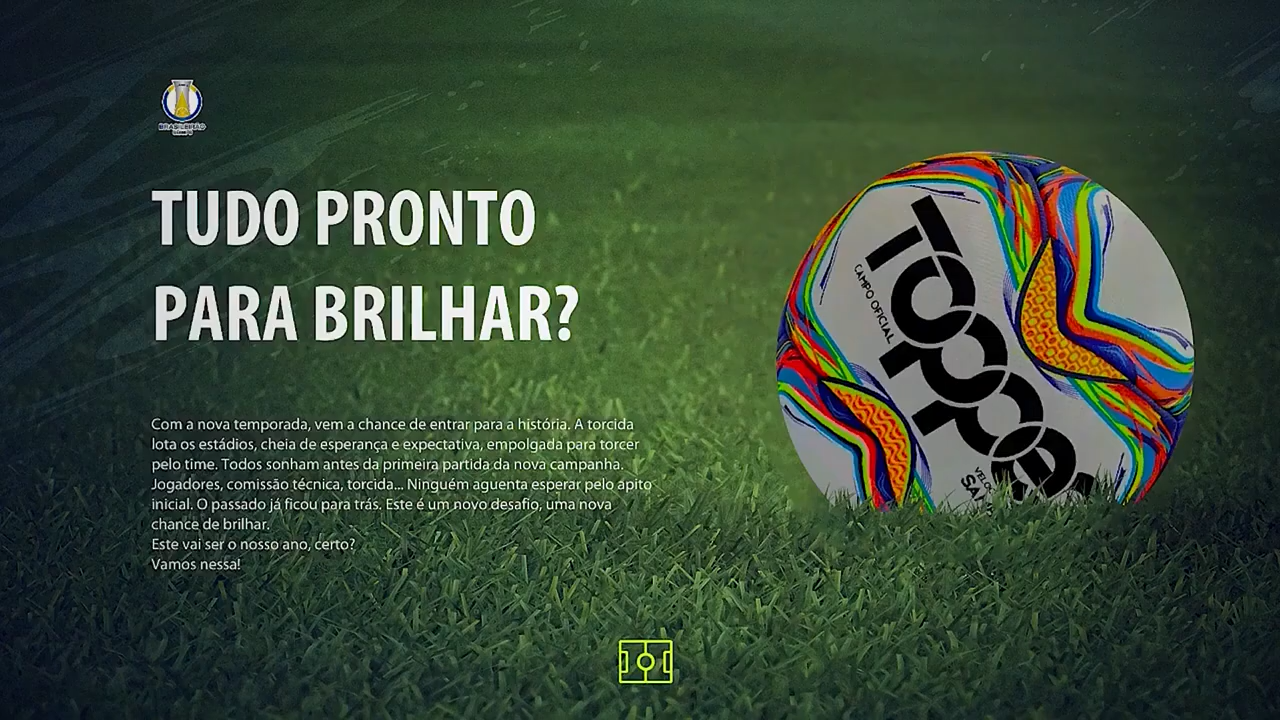 BRASILEIRÃO
TUDO PRONTO
PARA BRILHAR?
Com a nova temporada, vem a chance de entrar para a história. A torcida
lota os estádios, cheia de esperança e expectativa, empolgada para torcer
pelo time. Todos sonham antes da primeira partida da nova campanha.
Jogadores, comissão técnica, torcida... Ninguém aguenta esperar pelo apito
inicial. O passado já ficou para trás. Este é um novo desafio, uma nova
chance de brilhar.
Este vai ser o nosso ano, certo?
Vamos nessa!
Topper
CAMPO OFICIAL